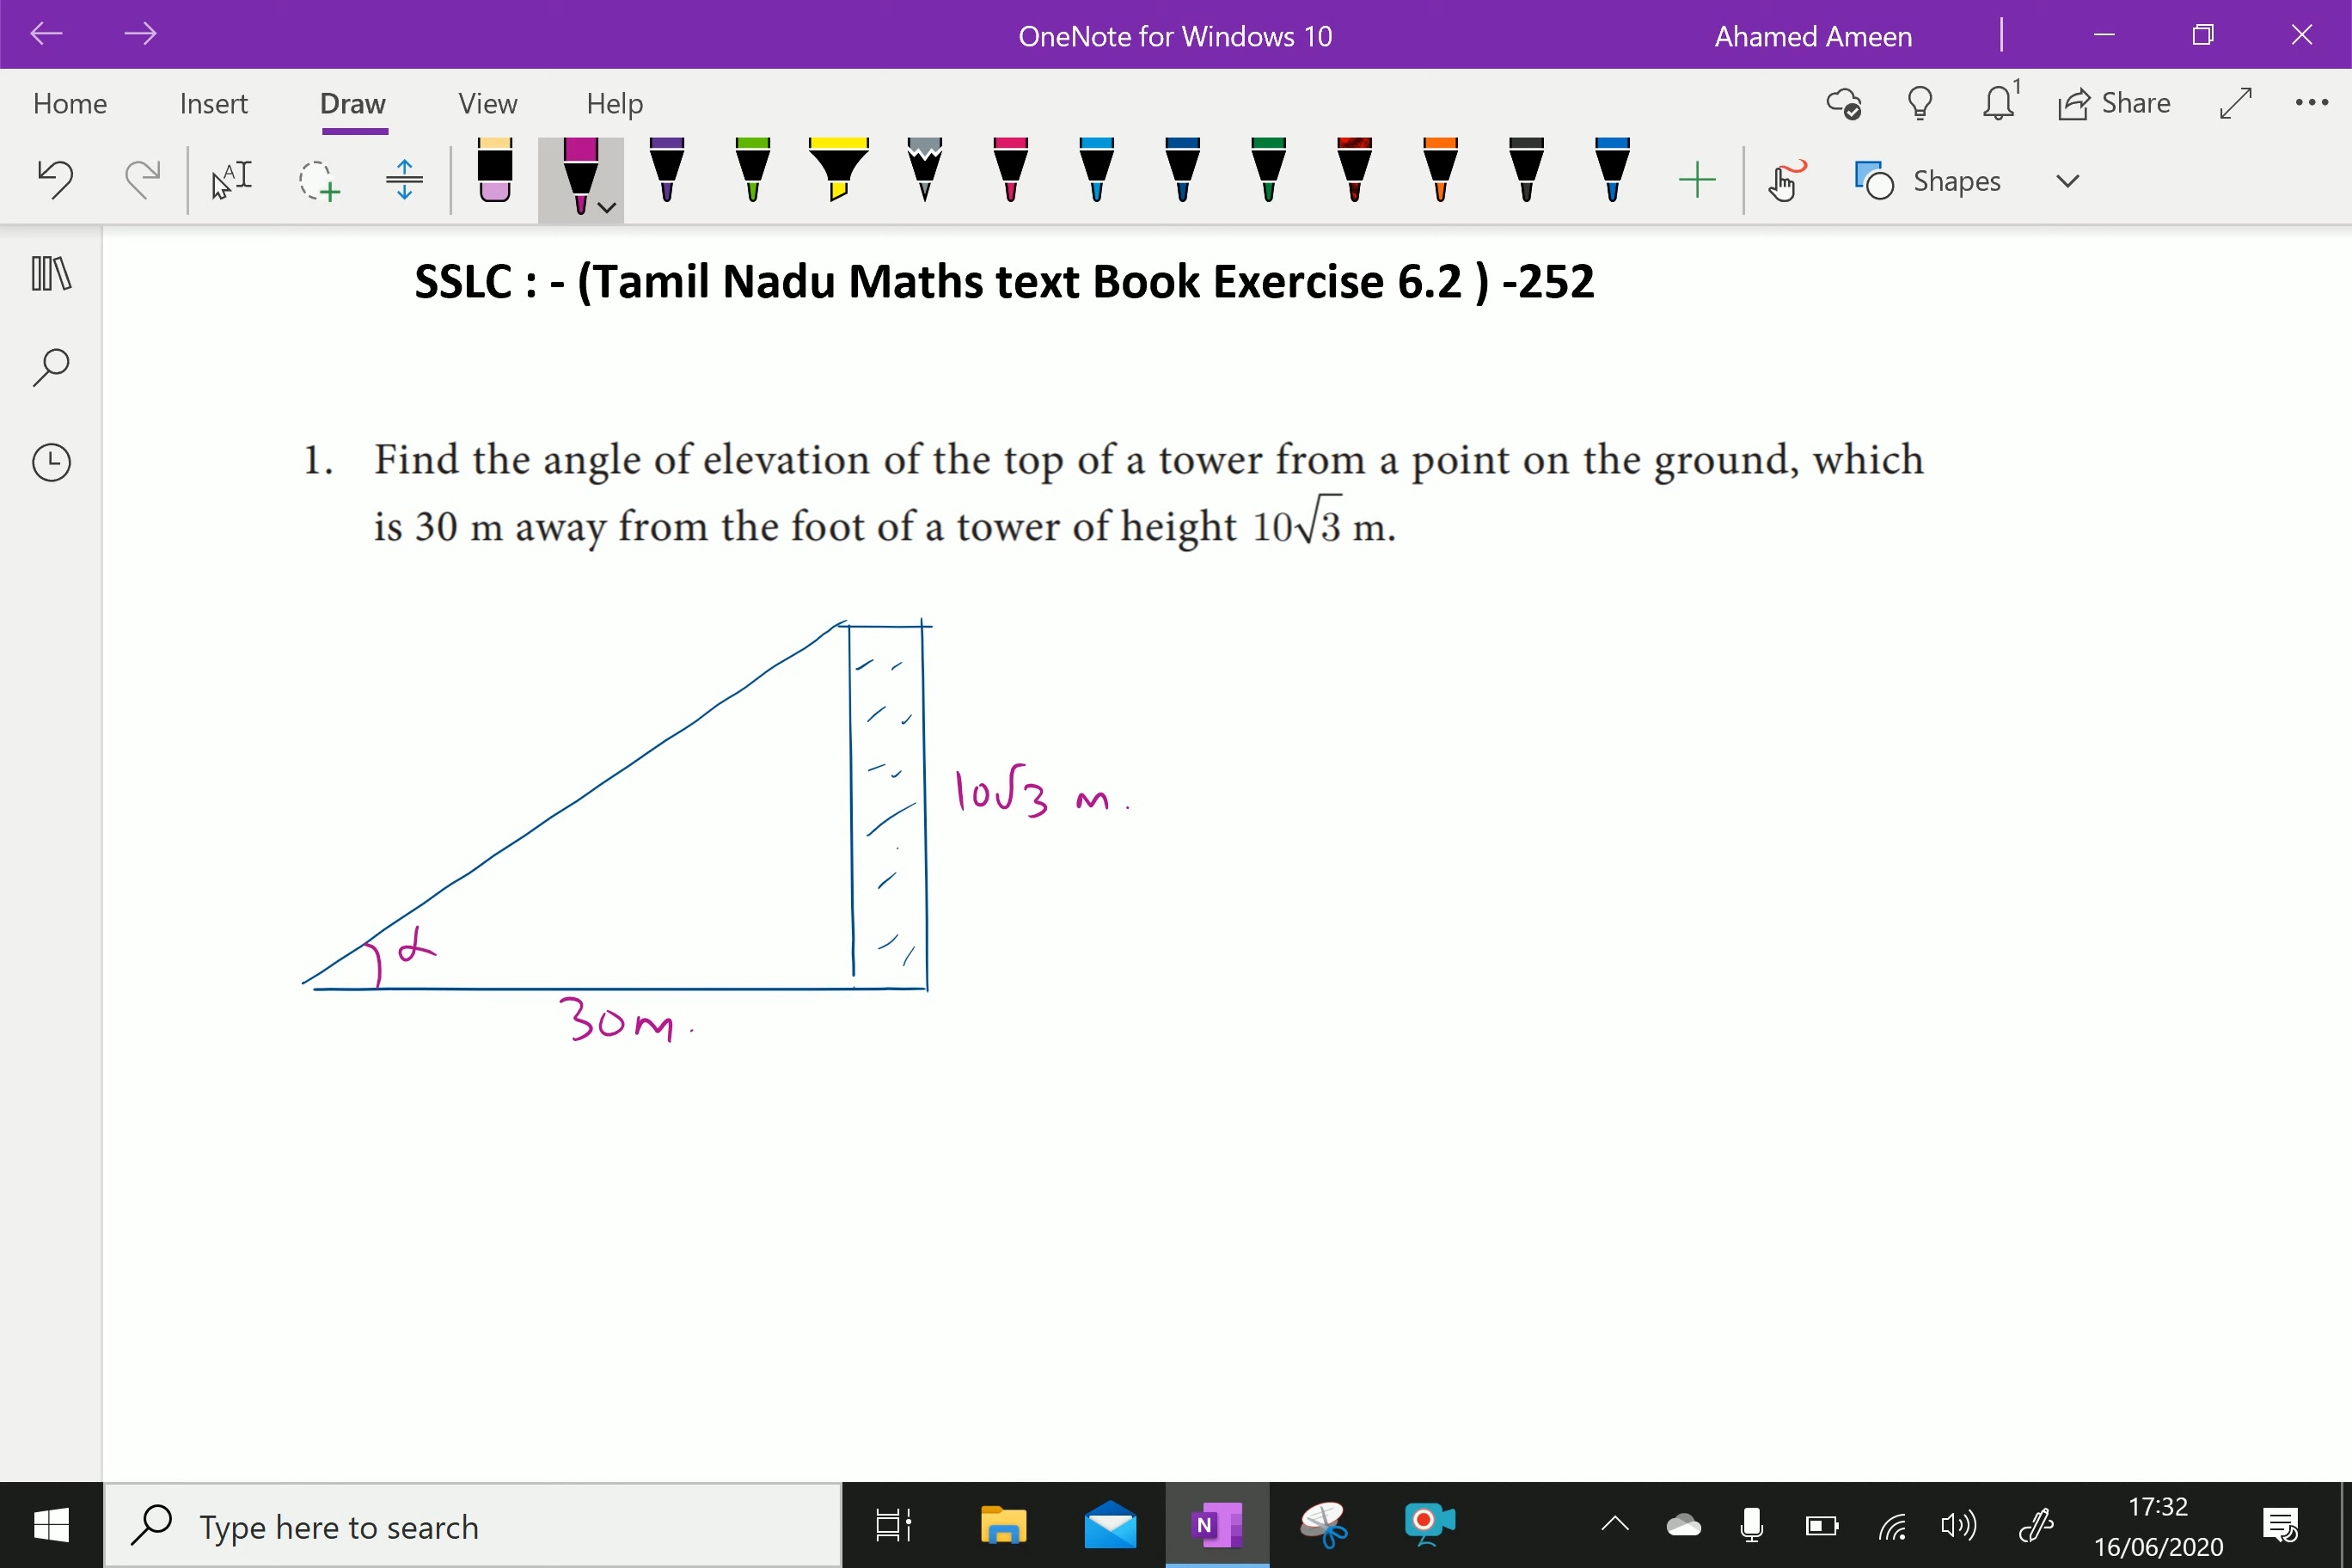 OneNote for Windows 10
Ahamed Ameen
Home Insert Draw View Help
1
Share
Shapes
SSLC : - (Tamil Nadu Maths text Book Exercise 6.2 ) -252
1. Find the angle of elevation of the top of a tower from a point on the ground, which
is 30 m away from the foot of a tower of height 10√3 m.
10√3 m.
α
30m.
Type here to search
N
17:32
16/06/2020